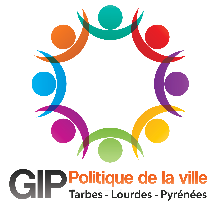 GIP Politique de la ville
Tarbes - Lourdes - Pyrénées